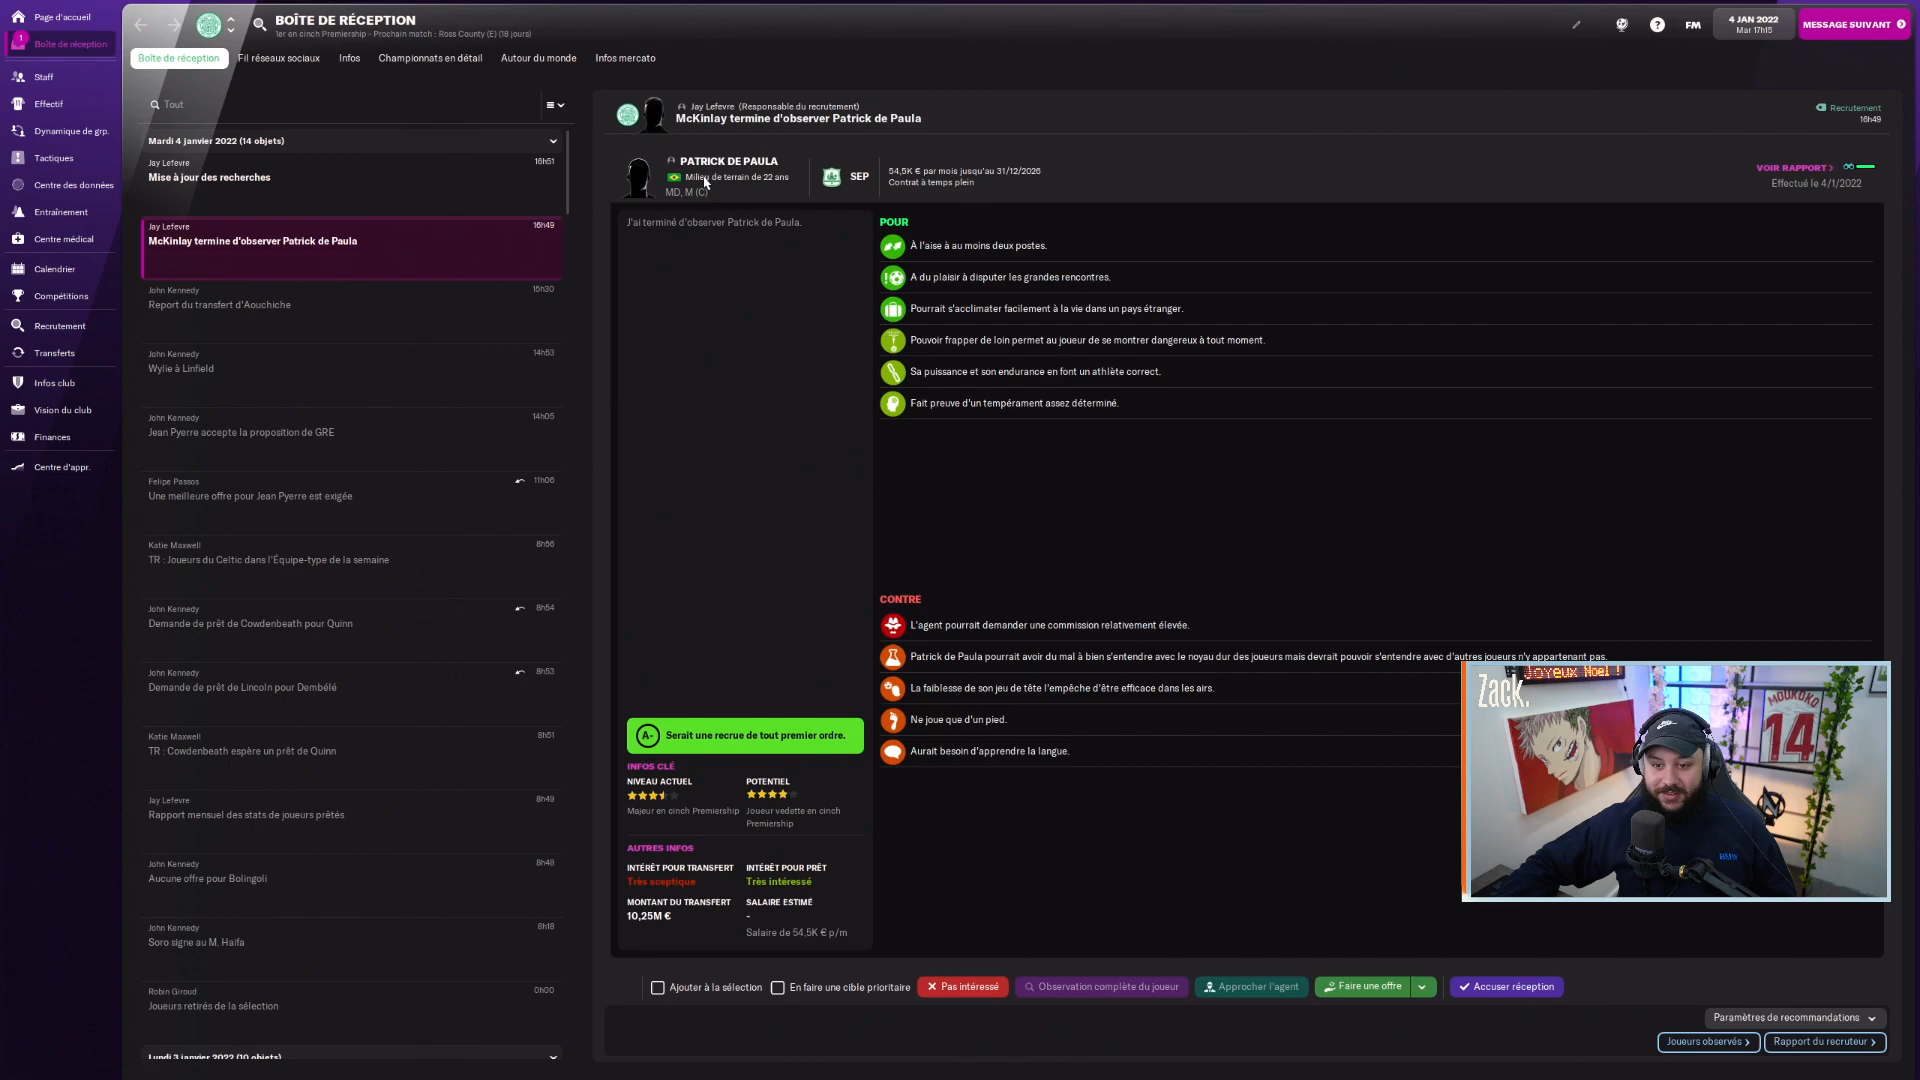 Page d'accueil
1
Boîte de réception
Staff
Effectif
Dynamique de grp.
Tactiques
Centre des données
Entraînement
Centre médical
Calendrier
Compétitions
Recrutement
Transferts
Infos club
Vision du club
Finances
Centre d'appr.
BOÎTE DE RÉCEPTION
1er en cinch Premiership - Prochain match : Ross County (E) (18 jours)
?
FM
4 JAN 2022
Mar 17h15
MESSAGE SUIVANT
Boîte de réception
Fil réseaux sociaux
Infos
Championnats en détail
Autour du monde
Infos mercato
Tout
Mardi 4 janvier 2022 (14 objets)
Jay Lefevre 16h51
Mise à jour des recherches
Jay Lefevre 16h49
McKinlay termine d'observer Patrick de Paula
John Kennedy 15h30
Report du transfert d'Aouchiche
John Kennedy 14h53
Wylie à Linfield
John Kennedy 14h05
Jean Pyerre accepte la proposition de GRE
Felipe Passos 11h06
Une meilleure offre pour Jean Pyerre est exigée
Katie Maxwell 8h56
TR : Joueurs du Celtic dans l'Équipe-type de la semaine
John Kennedy 8h54
Demande de prêt de Cowdenbeath pour Quinn
John Kennedy 8h53
Demande de prêt de Lincoln pour Dembélé
Katie Maxwell 8h51
TR : Cowdenbeath espère un prêt de Quinn
Jay Lefevre 8h49
Rapport mensuel des stats de joueurs prêtés
John Kennedy 8h48
Aucune offre pour Bolingoli
John Kennedy 8h18
Soro signe au M. Haifa
Robin Giroud 0h00
Joueurs retirés de la sélection
Lundi 3 janvier 2022 (10 objets)
Jay Lefevre (Responsable du recrutement)
McKinlay termine d'observer Patrick de Paula
Recrutement
16h49
PATRICK DE PAULA
Milieu de terrain de 22 ans
MD, M (C)
SEP
54,5K € par mois jusqu'au 31/12/2026
Contrat à temps plein
VOIR RAPPORT >
Effectué le 4/1/2022
J'ai terminé d'observer Patrick de Paula.
POUR
À l'aise à au moins deux postes.
A du plaisir à disputer les grandes rencontres.
Pourrait s'acclimater facilement à la vie dans un pays étranger.
Pouvoir frapper de loin permet au joueur de se montrer dangereux à tout moment.
Sa puissance et son endurance en font un athlète correct.
Fait preuve d'un tempérament assez déterminé.
CONTRE
L'agent pourrait demander une commission relativement élevée.
Patrick de Paula pourrait avoir du mal à bien s'entendre avec le noyau dur des joueurs mais devrait pouvoir s'entendre avec d'autres joueurs n'y appartenant pas.
La faiblesse de son jeu de tête l'empêche d'être efficace dans les airs.
Ne joue que d'un pied.
Aurait besoin d'apprendre la langue.
A- Serait une recrue de tout premier ordre.
INFOS CLÉ
NIVEAU ACTUEL POTENTIEL
Majeur en cinch Premiership Joueur vedette en cinch
Premiership
AUTRES INFOS
INTÉRÊT POUR TRANSFERT INTÉRÊT POUR PRÊT
Très sceptique Très intéressé
MONTANT DU TRANSFERT SALAIRE ESTIMÉ
10,25M € -
Salaire de 54,5K € p/m
Zack.
Joyeux Noël !
MOUKOKO
14
BMW
Ajouter à la sélection
En faire une cible prioritaire
Pas intéressé
Observation complète du joueur
Approcher l'agent
Faire une offre
Accuser réception
Paramètres de recommandations
Joueurs observés >
Rapport du recruteur >